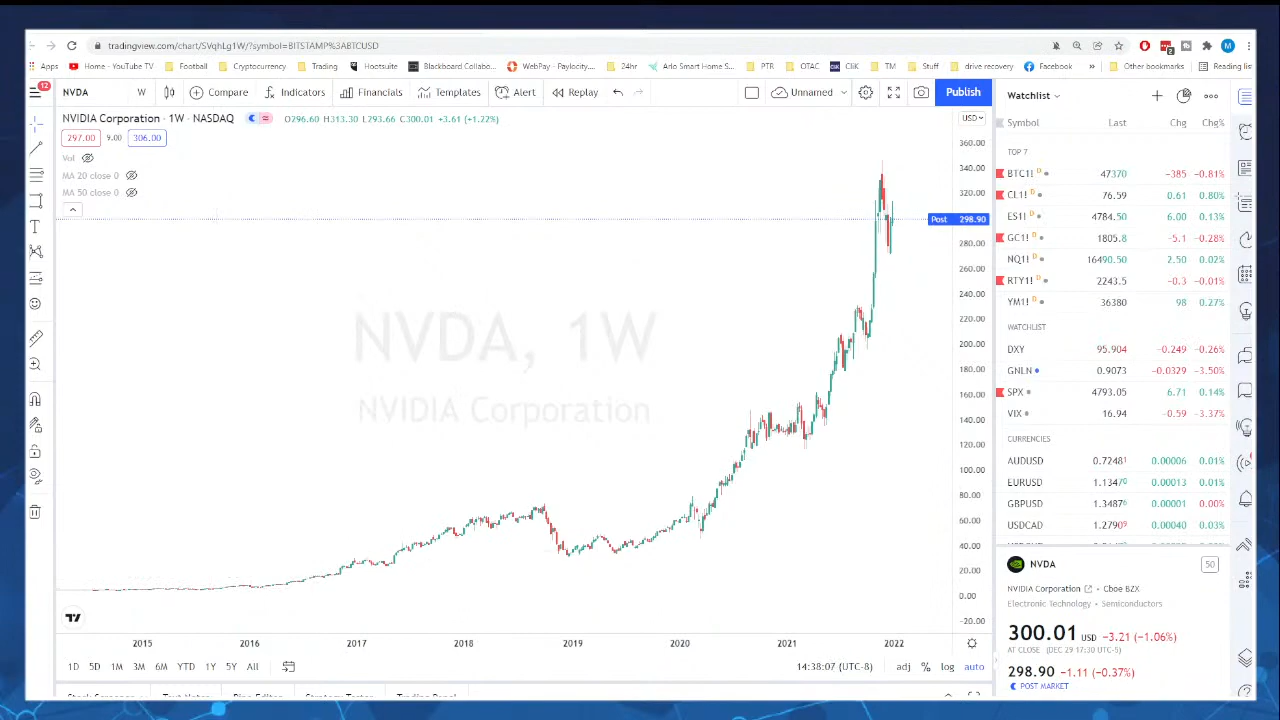 tradingview.com/chart/SVqhLg1W/?symbol=BITSTAMP%3ABTCUSD
Apps Home - YouTube TV Football Cryptocurrency Trading Hootsuite Blackboard Collabo... WebPare Paylocity... 24hr Arlo Smart Home S... PTR OTAC CliK TM Stuff drive recovery Facebook » Other bookmarks Reading list
12 NVDA W Compare Indicators Financials Templates Alert Replay Unnamed Publish
Watchlist
NVIDIA Corporation · 1W · NASDAQ O296.60 H313.30 L293.66 C300.01 +3.61 (+1.22%)
USD
297.00 9.00 306.00
Vol
MA 20 close 0
MA 50 close 0
360.00
340.00
320.00
Post 298.90
280.00
260.00
240.00
220.00
200.00
180.00
160.00
140.00
120.00
100.00
80.00
60.00
40.00
20.00
0.00
-20.00
NVDA, 1W
NVIDIA Corporation
2015 2016 2017 2018 2019 2020 2021 2022
1D 5D 1M 3M 6M YTD 1Y 5Y All 14:38:07 (UTC-8) adj % log auto
Symbol Last Chg Chg%
TOP 7
BTC1! D 47370 −385 −0.81%
CL1! D 76.59 0.61 0.80%
ES1! D 4784.50 6.00 0.13%
GC1! D 1805.8 −5.1 −0.28%
NQ1! D 16490.50 2.50 0.02%
RTY1! D 2243.5 −0.3 −0.01%
YM1! D 36380 98 0.27%
WATCHLIST
DXY 95.904 −0.249 −0.26%
GNLN 0.9073 −0.0329 −3.50%
SPX 4793.05 6.71 0.14%
VIX 16.94 −0.59 −3.37%
CURRENCIES
AUDUSD 0.72481 0.00006 0.01%
EURUSD 1.13470 0.00013 0.01%
GBPUSD 1.34876 0.00001 0.00%
USDCAD 1.27909 0.00040 0.03%
NVDA 50
NVIDIA Corporation • Cboe BZX
Electronic Technology • Semiconductors
300.01 USD −3.21 (−1.06%)
AT CLOSE (DEC 29 17:30 UTC-5)
298.90 −1.11 (−0.37%)
POST MARKET